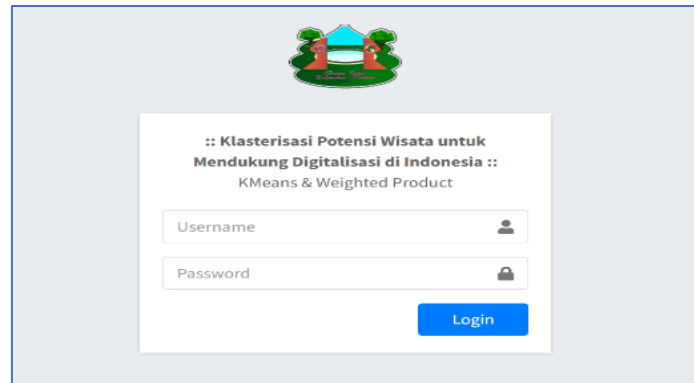 :: Klasterisasi Potensi Wisata untuk
Mendukung Digitalisasi di Indonesia ::
KMeans & Weighted Product
Username
Password
Login